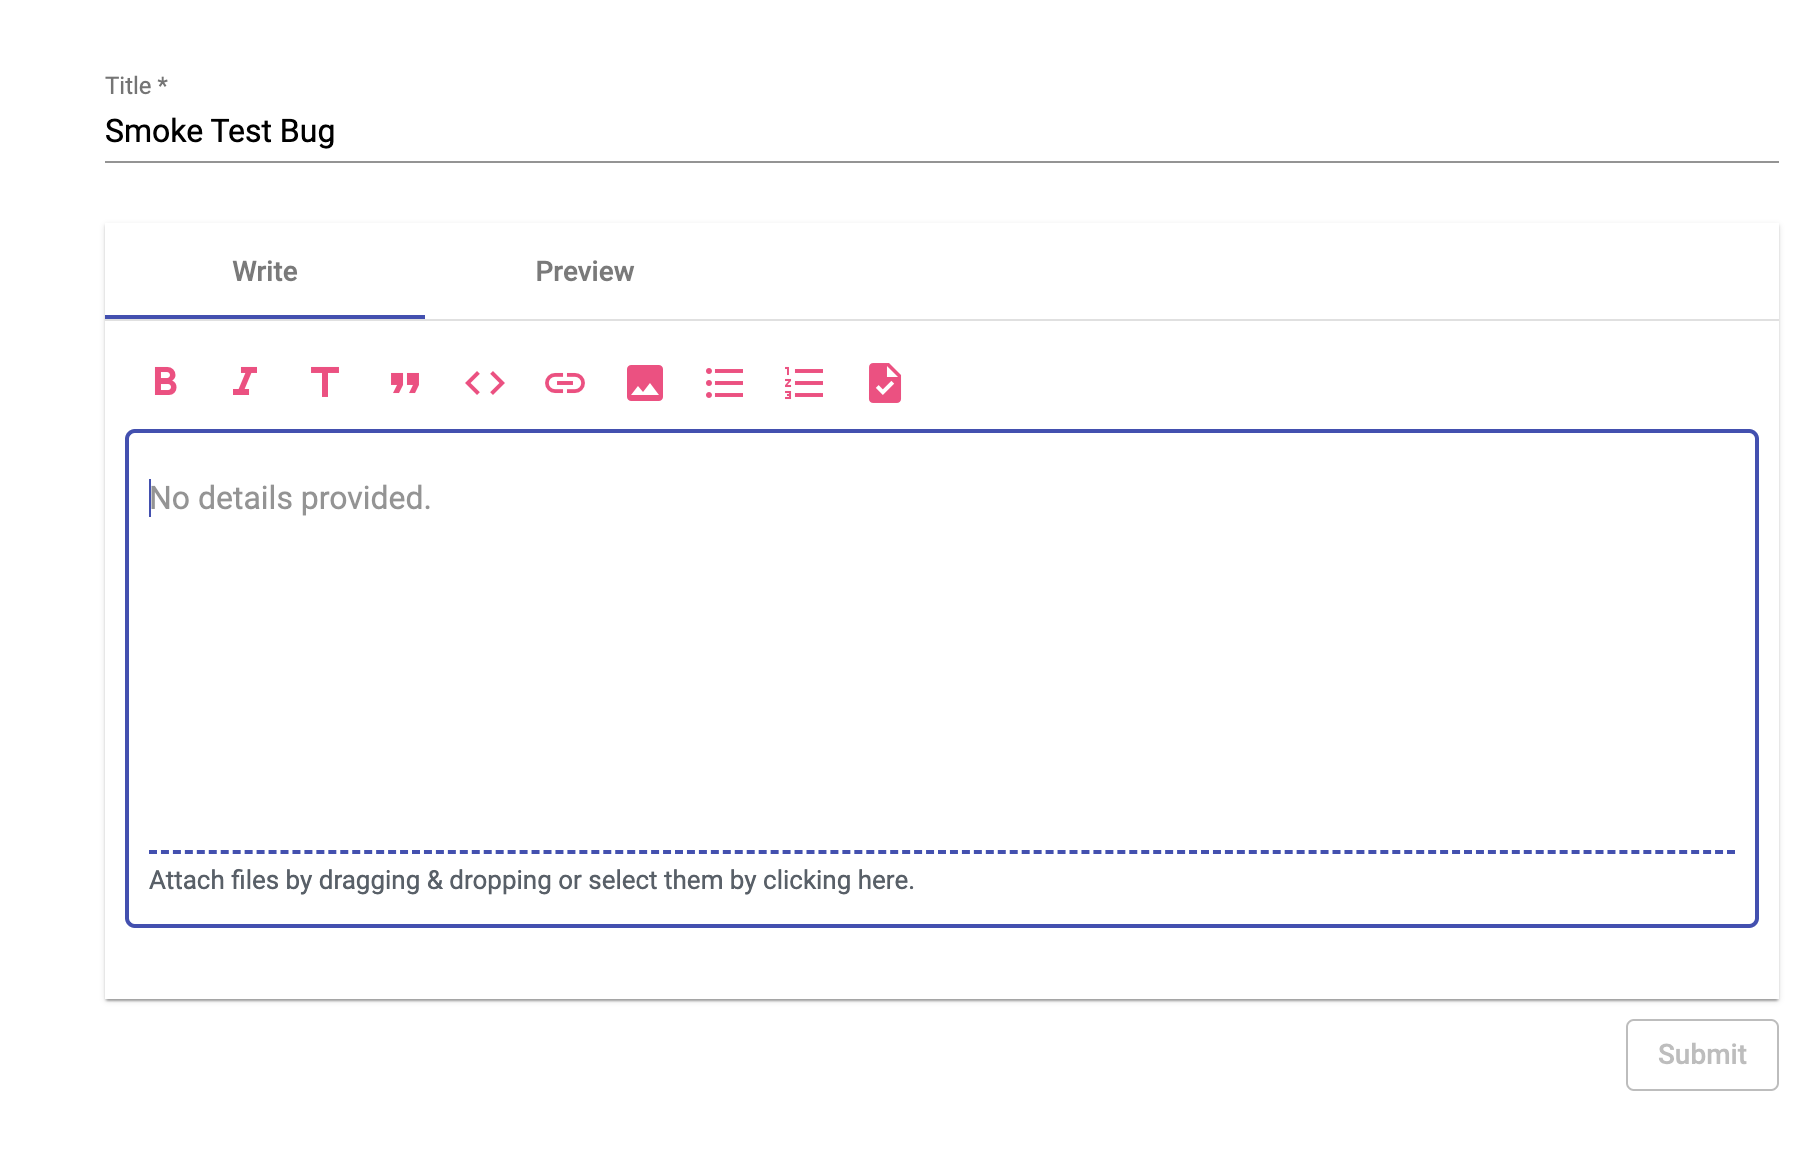 Title *
Smoke Test Bug
Write Preview
No details provided.
Attach files by dragging & dropping or select them by clicking here.
Submit